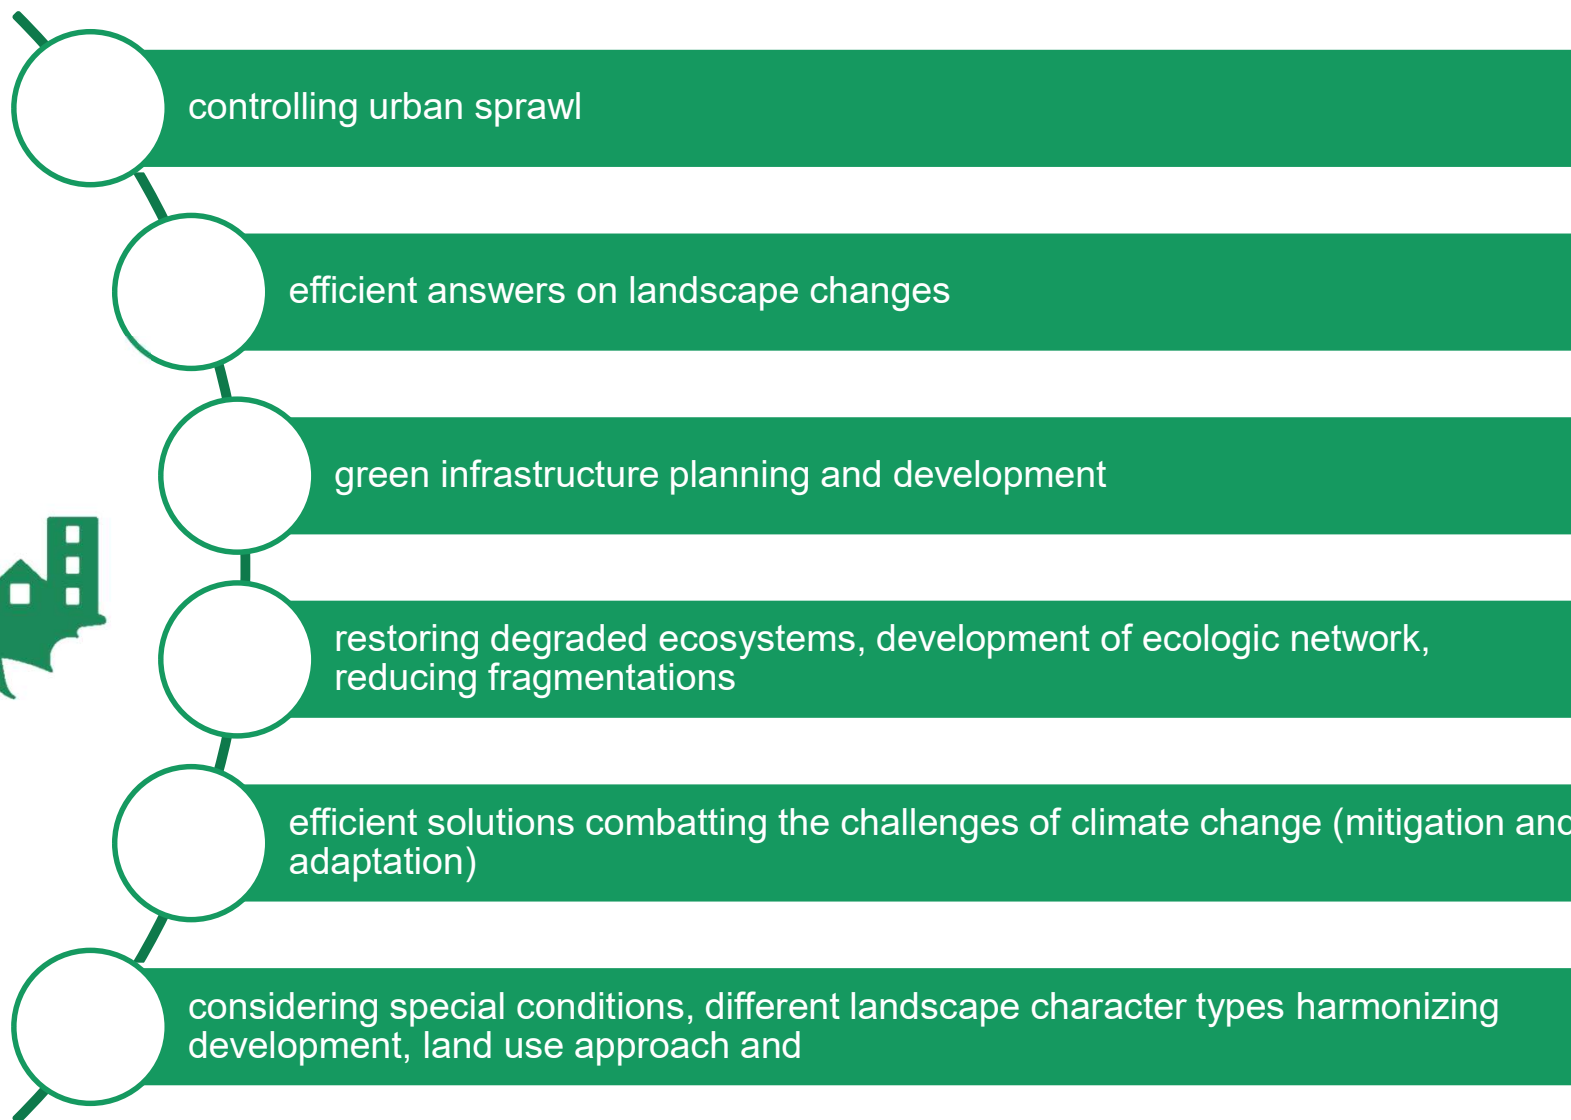 controlling urban sprawl
efficient answers on landscape changes
green infrastructure planning and development
restoring degraded ecosystems, development of ecologic network,
reducing fragmentations
efficient solutions combatting the challenges of climate change (mitigation and
adaptation)
considering special conditions, different landscape character types harmonizing
development, land use approach and